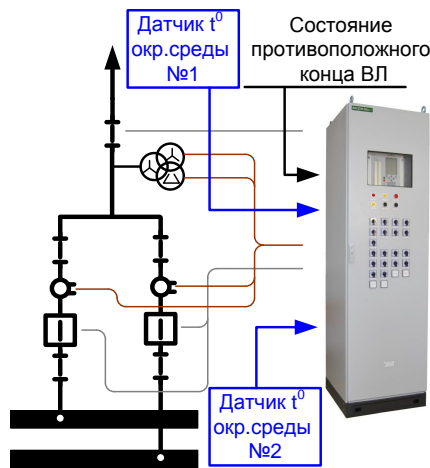 Датчик t⁰
окр.среды
№1
Состояние
противоположного
конца ВЛ
Датчик t⁰
окр.среды
№2